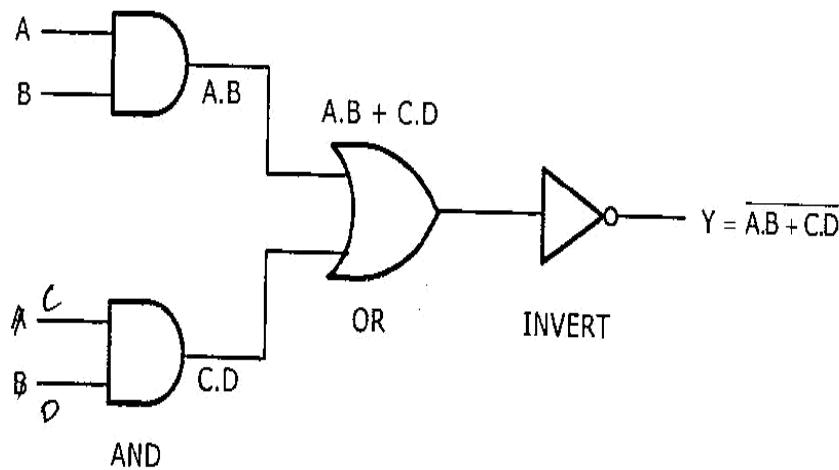 A
B
A.B
A.B + C.D
Y = A.B + C.D
C
A
B
D
C.D
OR
INVERT
AND